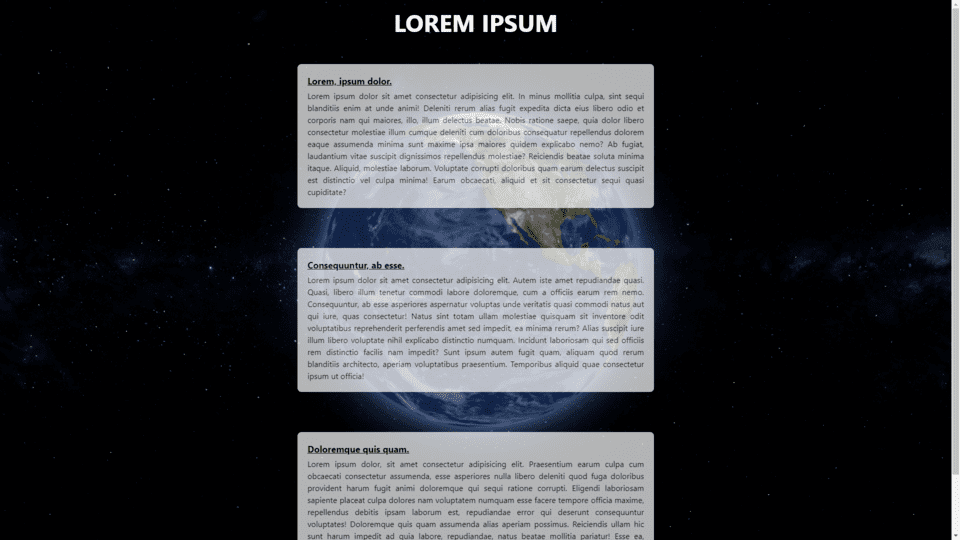 LOREM IPSUM
Lorem, ipsum dolor.
Lorem ipsum dolor sit amet consectetur adipisicing elit. In minus mollitia culpa, sint sequi
blanditiis enim at unde animi! Deleniti rerum alias fugit expedita dicta eius libero odio et
corporis nam qui maiores, illo, illum delectus beatae. Nobis ratione saepe, quia dolor libero
consectetur molestiae illum cumque deleniti cum doloribus consequatur repellendus dolorem
eaque assumenda minima sunt maxime ipsa maiores quidem explicabo nemo? Ab fugiat,
laudantium vitae suscipit dignissimos repellendus molestiae? Reiciendis beatae soluta minima
itaque. Aliquid, molestiae laborum. Voluptate corrupti doloribus quam earum delectus suscipit
est distinctio vel culpa minima! Earum obcaecati, aliquid et sit consectetur sequi quasi
cupiditate?
Consequuntur, ab esse.
Lorem ipsum dolor sit amet consectetur adipisicing elit. Autem iste amet repudiandae quasi.
Quasi, libero illum tenetur commodi labore doloremque, cum a officiis earum rem nemo.
Consequuntur, ab esse asperiores aspernatur voluptas unde veritatis quasi commodi natus aut
qui iure, quas consectetur! Natus sint totam ullam molestiae quisquam sit inventore odit
voluptatibus reprehenderit perferendis amet sed impedit, ea minima rerum? Alias suscipit iure
illum libero voluptate nihil explicabo distinctio numquam. Incidunt laboriosam qui sed officiis
rem distinctio facilis nam impedit? Sunt ipsum autem fugit quam, aliquam quod rerum
blanditiis architecto, aperiam voluptatibus praesentium. Temporibus aliquid quae consectetur
ipsum ut officia!
Doloremque quis quam.
Lorem ipsum dolor, sit amet consectetur adipisicing elit. Praesentium earum culpa cum
obcaecati consectetur assumenda, esse asperiores nulla libero deleniti quod fuga doloribus
provident harum fugit animi doloremque qui sequi ratione corrupti. Eligendi laboriosam
sapiente placeat culpa dolores nam voluptatem numquam esse facere tempore officia maxime,
repellendus debitis ipsam laborum est, repudiandae error qui deserunt consequuntur
voluptates! Doloremque quis quam assumenda alias aperiam possimus. Reiciendis ullam hic
sunt harum impedit ad quia labore, repudiandae, natus beatae mollitia pariatur! Esse ea,